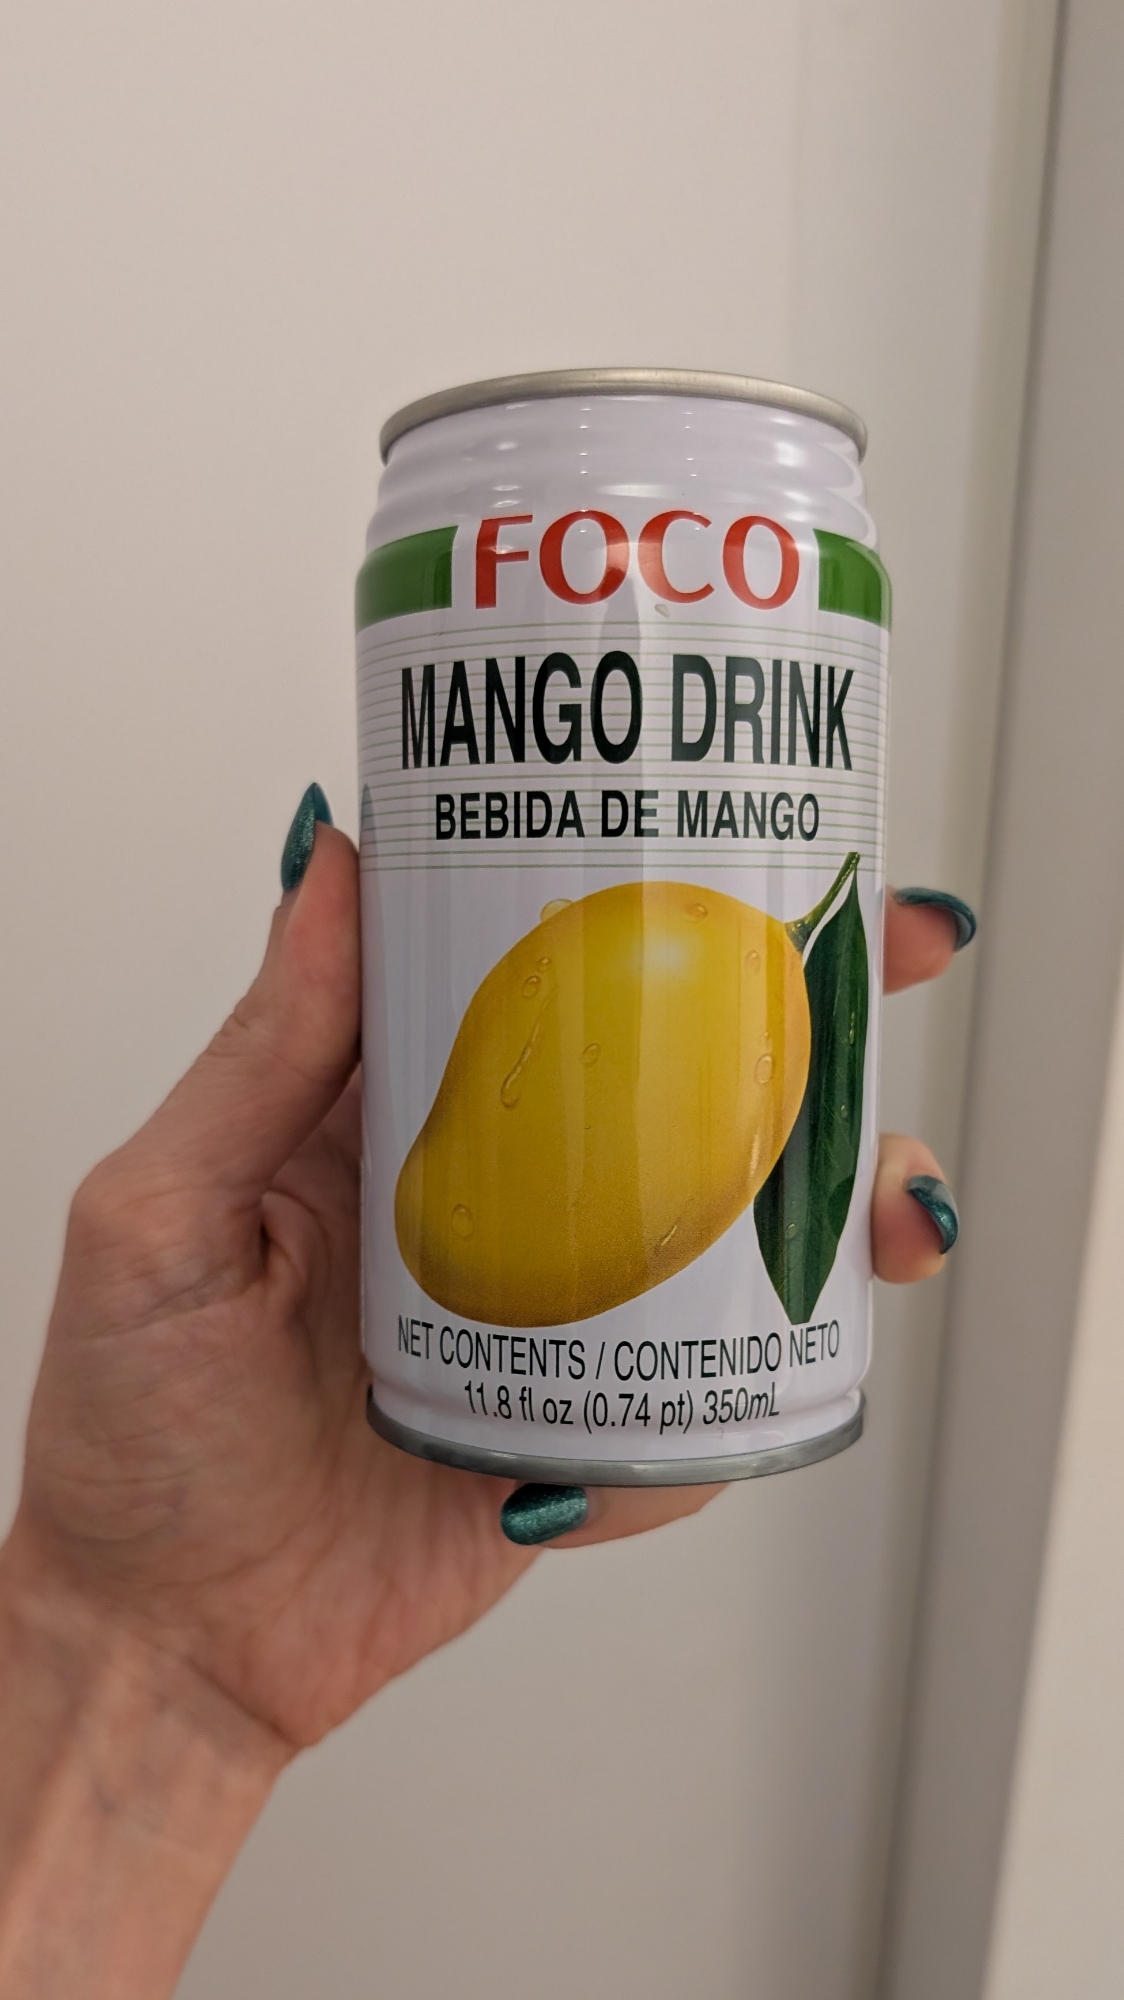 FOCO
MANGO DRINK
BEBIDA DE MANGO
NET CONTENTS / CONTENIDO NETO
11.8 fl oz (0.74 pt) 350mL